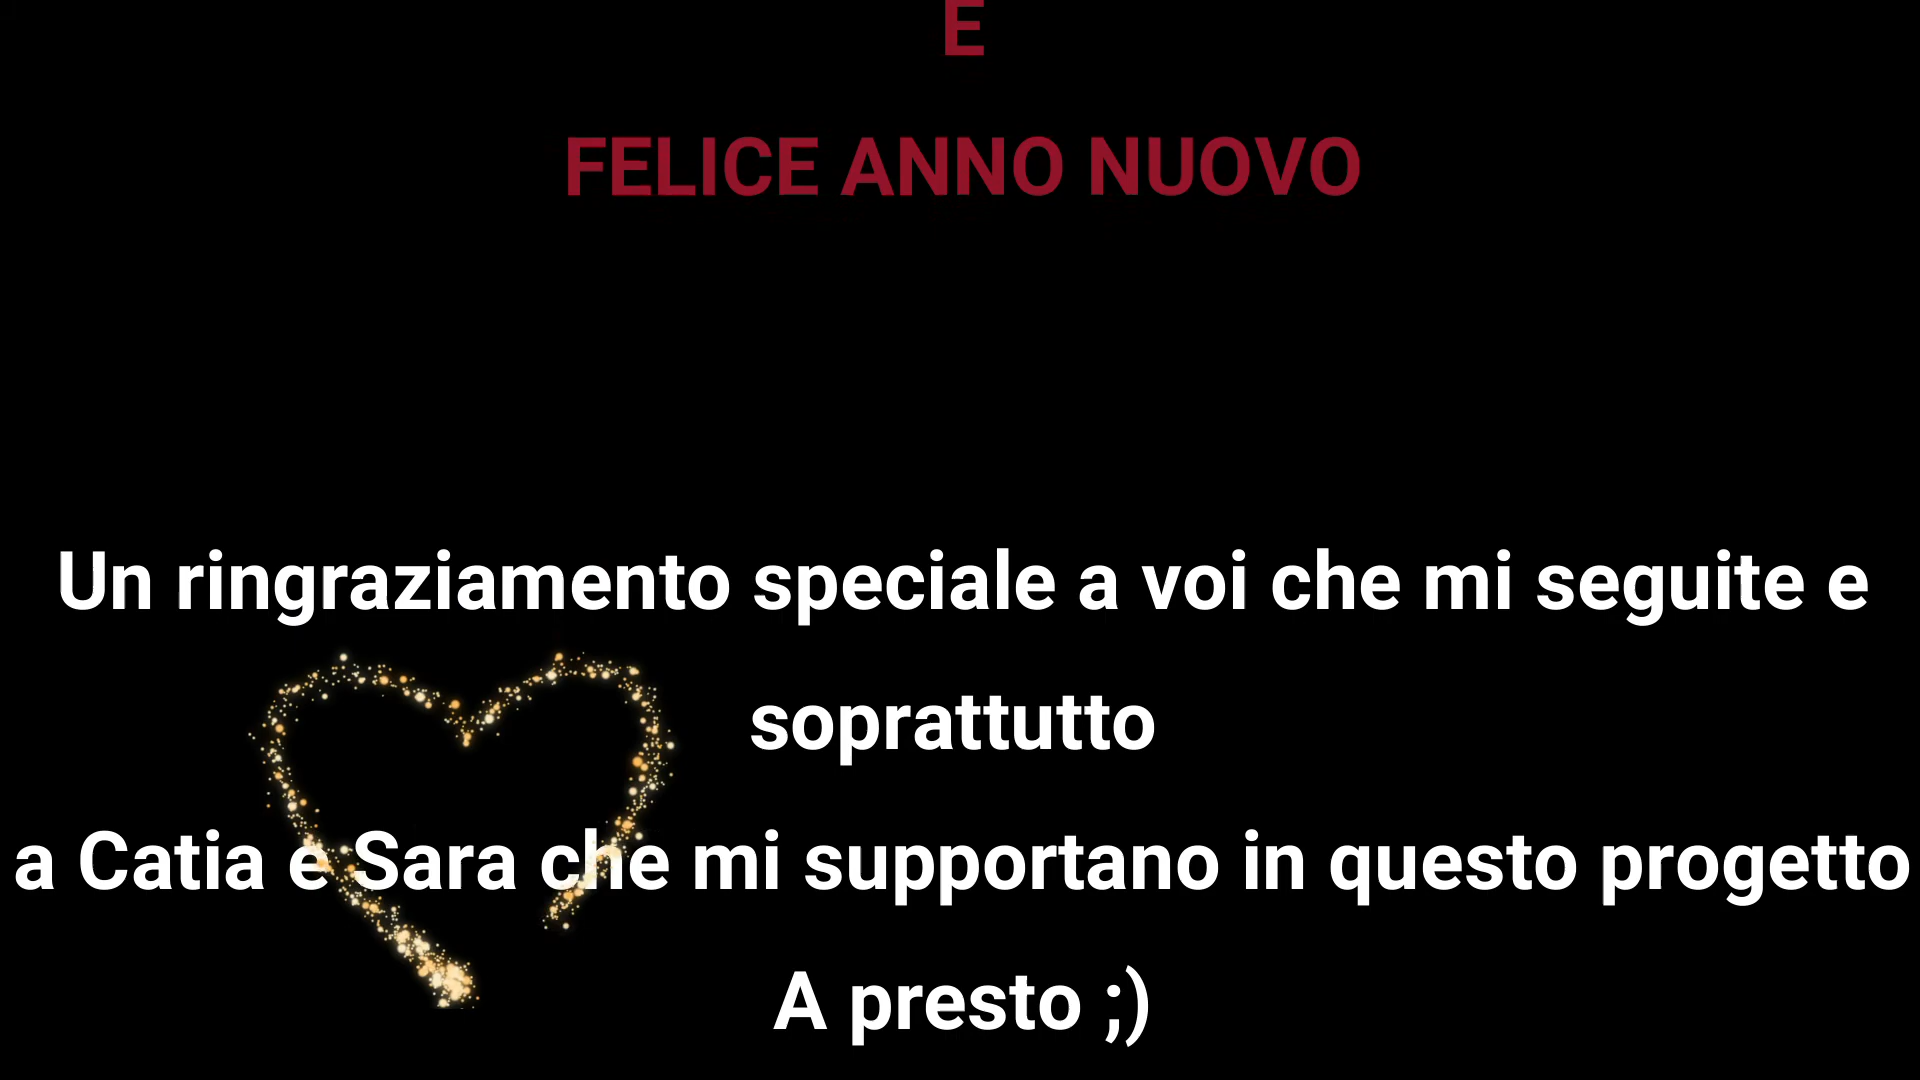 E
FELICE ANNO NUOVO
Un ringraziamento speciale a voi che mi seguite e
soprattutto
a Catia e Sara che mi supportano in questo progetto
A presto ;)